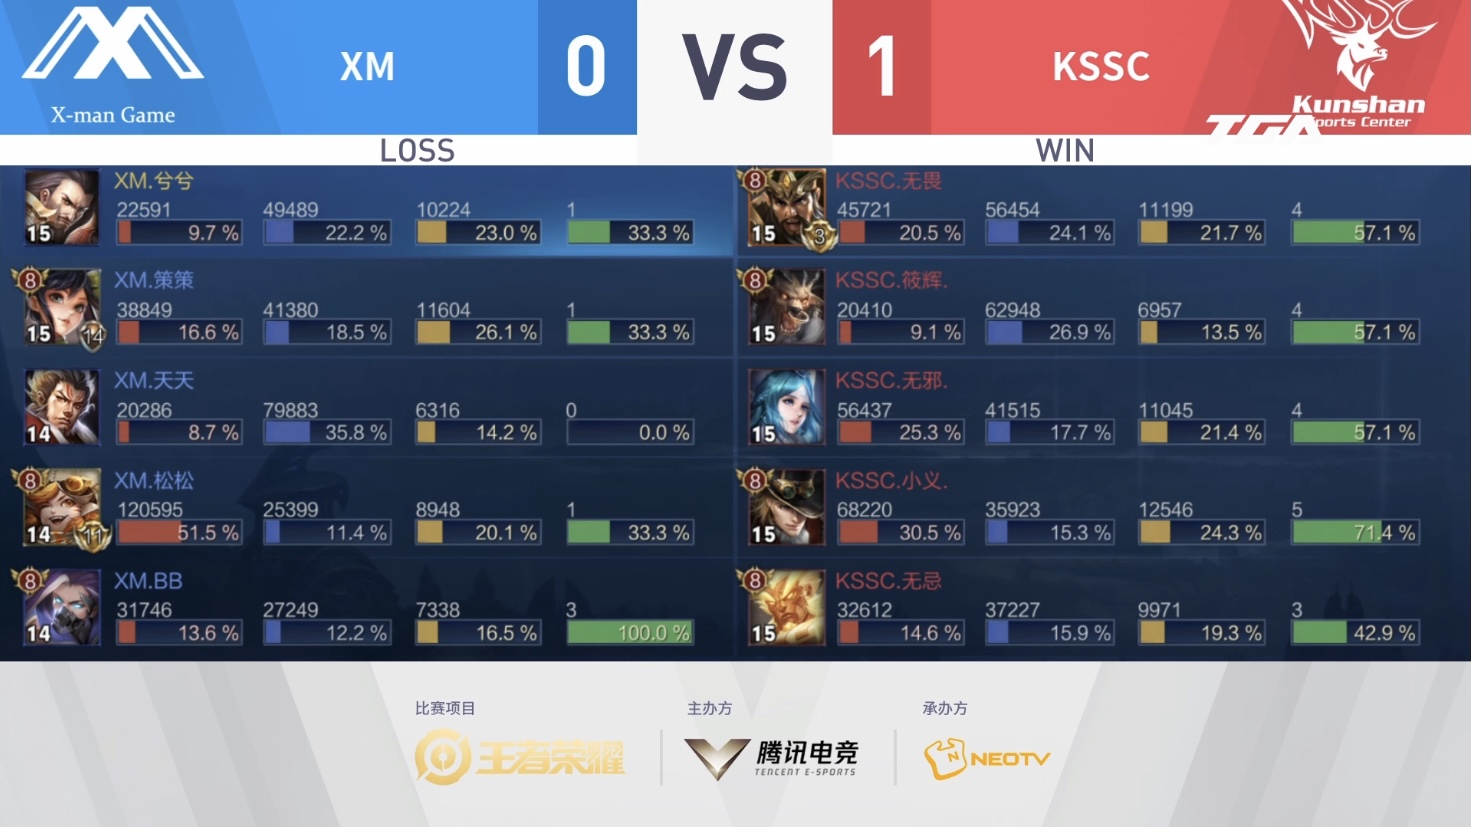 X-man Game
XM
0
VS
1
KSSC
Kunshan
ports Center
TGA
LOSS
WIN
XM.兮兮
22591 49489 10224 1
15 9.7 % 22.2 % 23.0 % 33.3 %
8 KSSC.无畏
45721 56454 11199 4
15 3 20.5 % 24.1 % 21.7 % 57.1 %
8 XM.策策
38849 41380 11604 1
15 14 16.6 % 18.5 % 26.1 % 33.3 %
8 KSSC.筱辉.
20410 62948 6957 4
15 9.1 % 26.9 % 13.5 % 57.1 %
XM.天天
20286 79883 6316 0
14 8.7 % 35.8 % 14.2 % 0.0 %
KSSC.无邪.
56437 41515 11045 4
15 25.3 % 17.7 % 21.4 % 57.1 %
8 XM.松松
120595 25399 8948 1
14 11 51.5 % 11.4 % 20.1 % 33.3 %
8 KSSC.小义.
68220 35923 12546 5
15 30.5 % 15.3 % 24.3 % 71.4 %
8 XM.BB
31746 27249 7338 3
14 13.6 % 12.2 % 16.5 % 100.0 %
8 KSSC.无忌
32612 37227 9971 3
15 14.6 % 15.9 % 19.3 % 42.9 %
比赛项目
王者荣耀
主办方
腾讯电竞
TENCENT E-SPORTS
承办方
N NEOTV